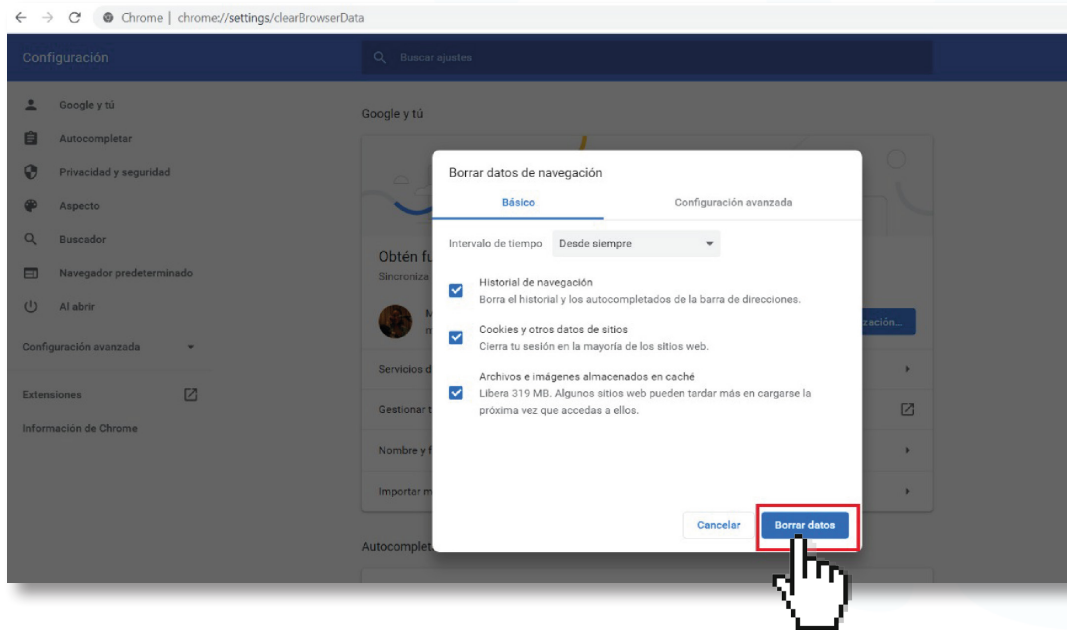 Chrome | chrome://settings/clearBrowserData
Configuración
Buscar ajustes
Google y tú
Autocompletar
Privacidad y seguridad
Aspecto
Buscador
Navegador predeterminado
Al abrir
Configuración avanzada
Extensiones
Información de Chrome
Google y tú
Obtén fu
Sincroniza
M
m
zación...
Servicios d
Gestionar t
Nombre y f
Importar m
Autocomplet
Borrar datos de navegación
Básico
Configuración avanzada
Intervalo de tiempo Desde siempre
Historial de navegación
Borra el historial y los autocompletados de la barra de direcciones.
Cookies y otros datos de sitios
Cierra tu sesión en la mayoría de los sitios web.
Archivos e imágenes almacenados en caché
Libera 319 MB. Algunos sitios web pueden tardar más en cargarse la
próxima vez que accedas a ellos.
Cancelar
Borrar datos